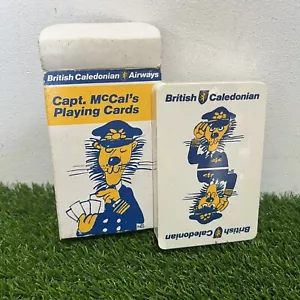 British Caledonian Airways
Capt. McCal's
Playing Cards
British Caledonian
British Caledonian